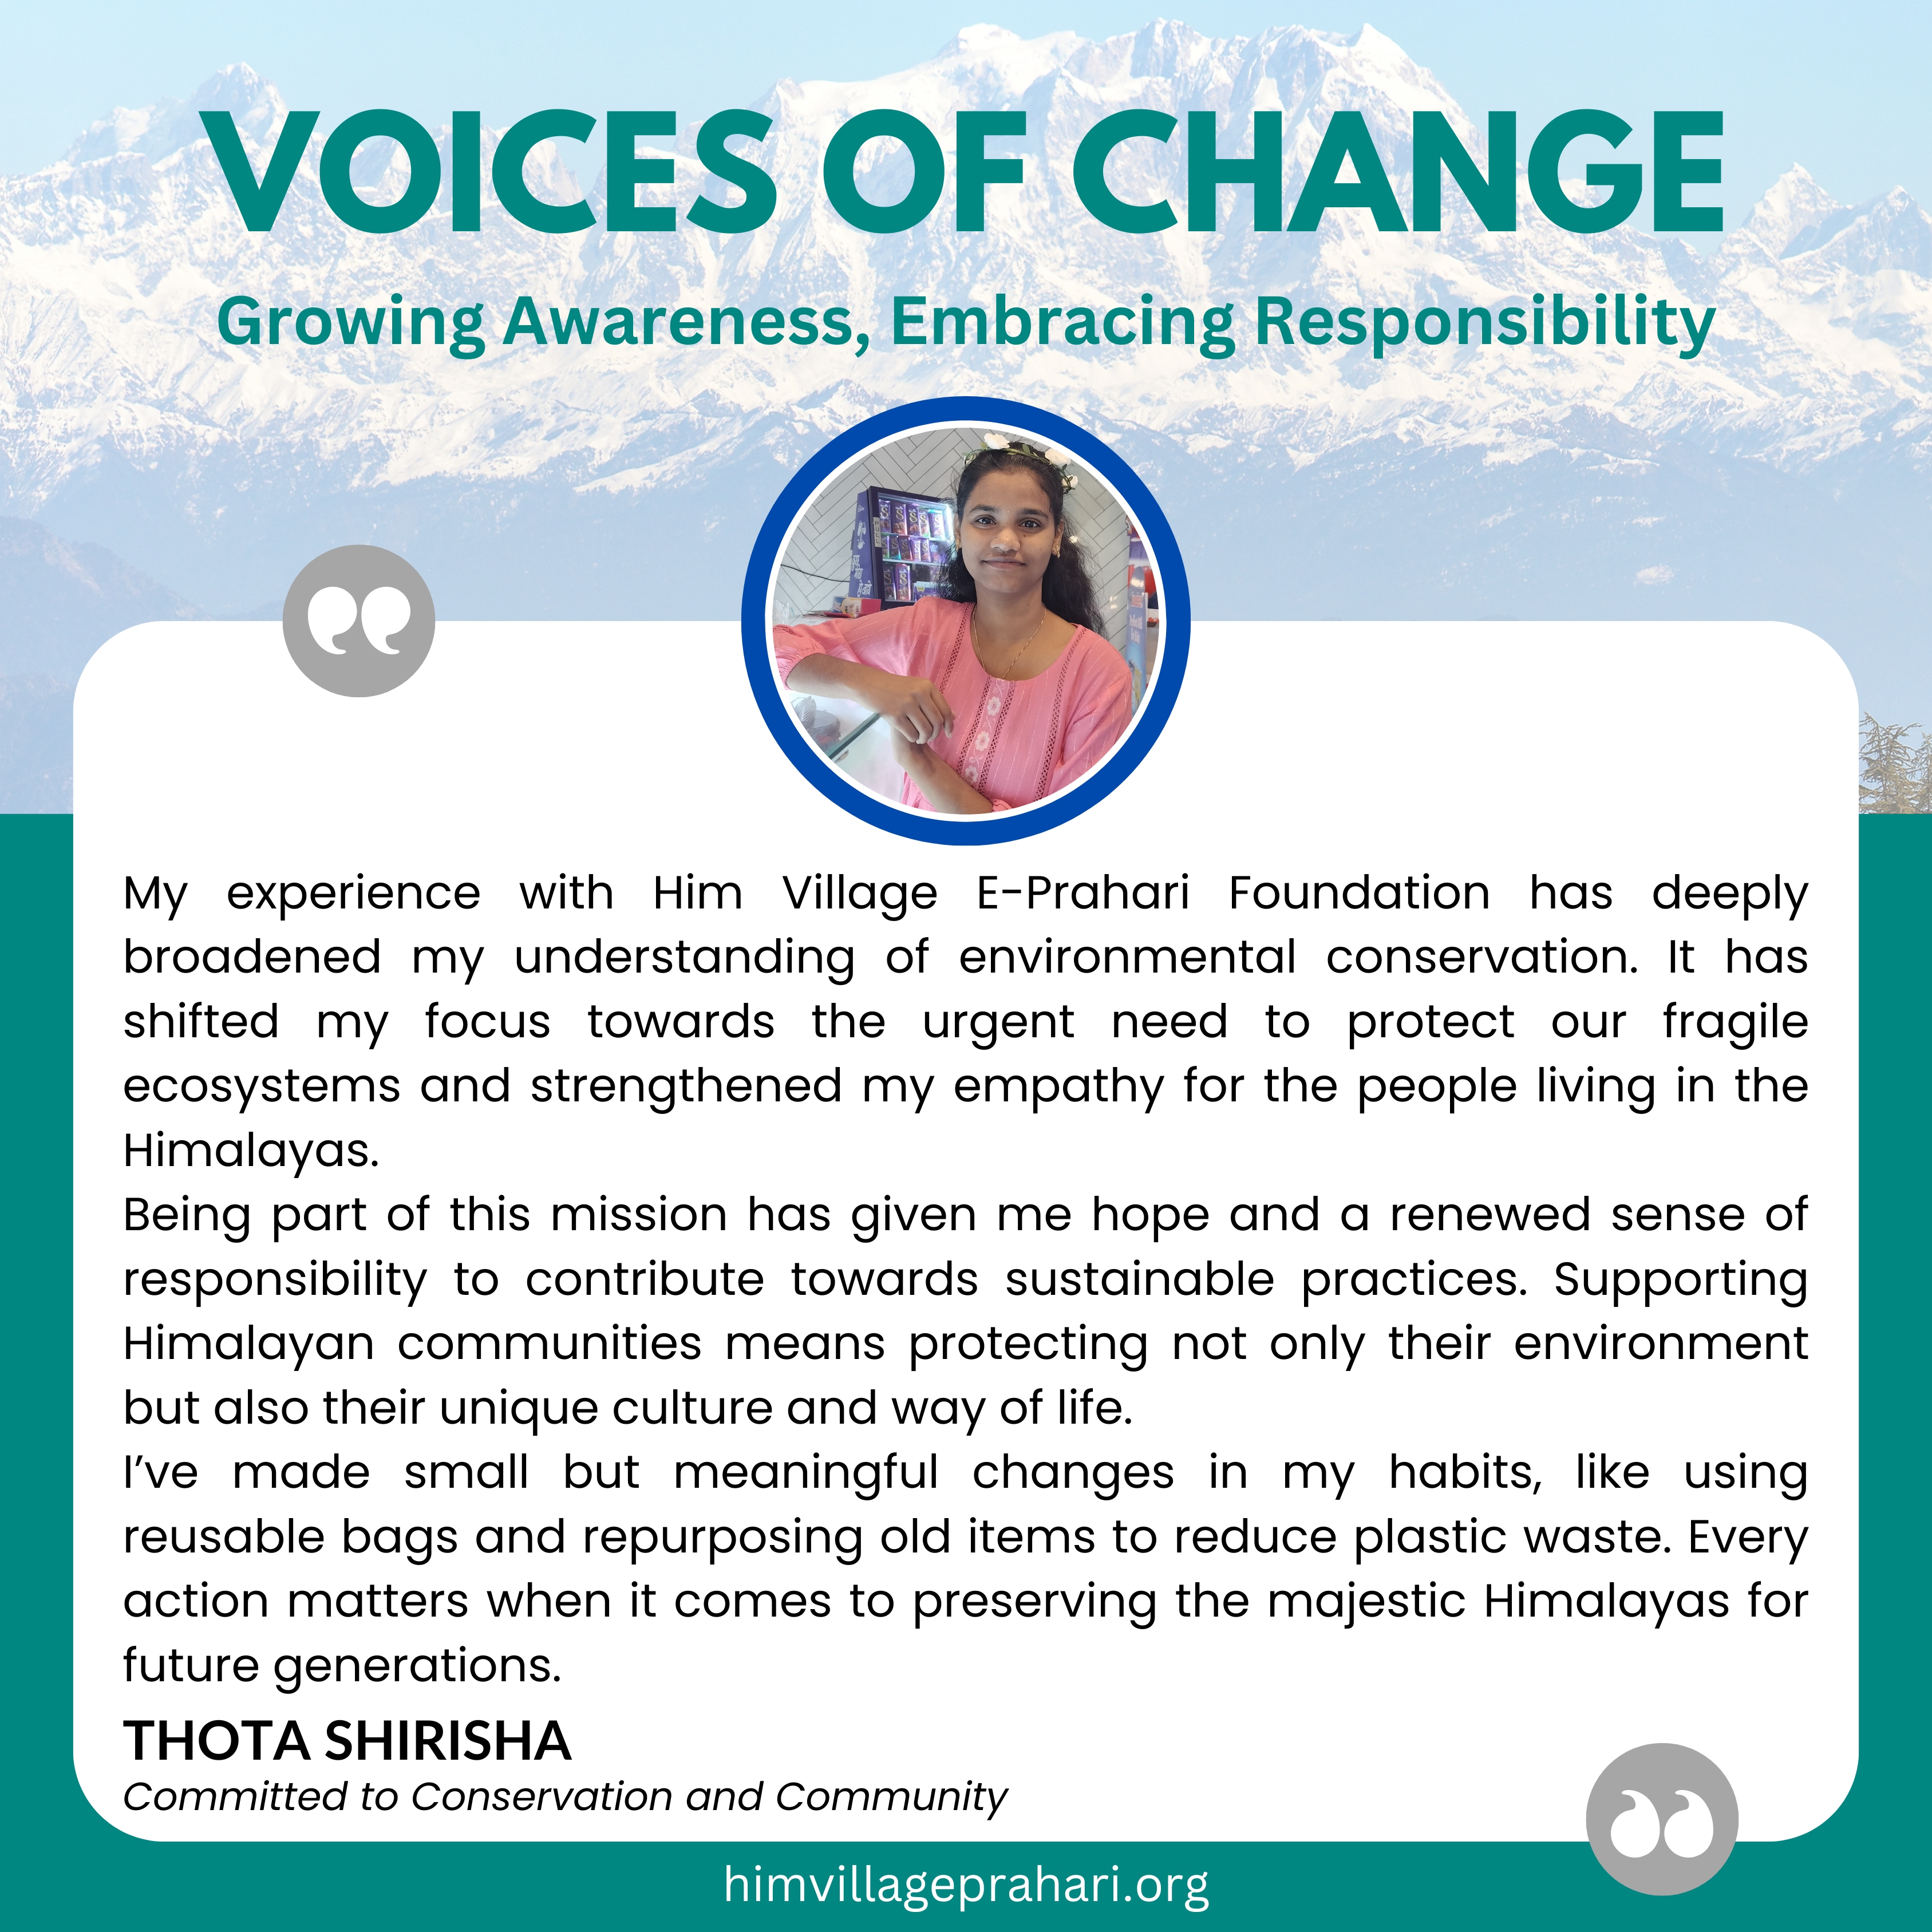 VOICES OF CHANGE
Growing Awareness, Embracing Responsibility
My experience with Him Village E-Prahari Foundation has deeply
broadened my understanding of environmental conservation. It has
shifted my focus towards the urgent need to protect our fragile
ecosystems and strengthened my empathy for the people living in the
Himalayas.
Being part of this mission has given me hope and a renewed sense of
responsibility to contribute towards sustainable practices. Supporting
Himalayan communities means protecting not only their environment
but also their unique culture and way of life.
I’ve made small but meaningful changes in my habits, like using
reusable bags and repurposing old items to reduce plastic waste. Every
action matters when it comes to preserving the majestic Himalayas for
future generations.
THOTA SHIRISHA
Committed to Conservation and Community
himvillageprahari.org